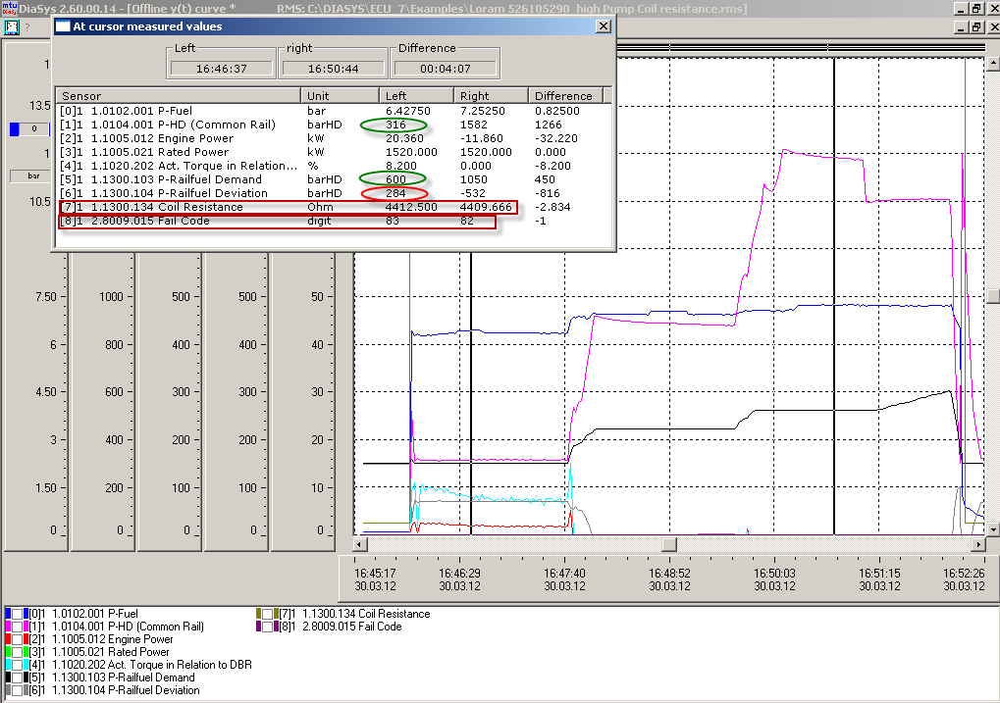 mtu DiaSys 2.60.00.14 - [Offline y(t) curve * RMS: C:\DIASYS\ECU_7\Examples\Loram 526105290_high Pump Coil resistance.rms]
?
At cursor measured values
Left right Difference
16:46:37 16:50:44 00:04:07
Sensor Unit Left Right Difference
[0]1 1.0102.001 P-Fuel bar 6.42750 7.25250 0.82500
[1]1 1.0104.001 P-HD (Common Rail) barHD 316 1582 1266
[2]1 1.1005.012 Engine Power kW 20.360 -11.860 -32.220
[3]1 1.1005.021 Rated Power kW 1520.000 1520.000 0.000
[4]1 1.1020.202 Act. Torque in Relation... % 8.200 0.000 -8.200
[5]1 1.1300.103 P-Railfuel Demand barHD 600 1050 450
[6]1 1.1300.104 P-Railfuel Deviation barHD 284 -532 -816
[7]1 1.1300.134 Coil Resistance Ohm 4412.500 4409.666 -2.834
[8]1 2.8009.015 Fail Code digit 83 82 -1
1
13.5
0
1
bar
10.5
7.50 1000 500 500 50
6 800 400 400 40
4.50 600 300 300 30
3 400 200 200 20
1.50 200 100 100 10
0 0 0 0 0
16:45:17 16:46:29 16:47:40 16:48:52 16:50:03 16:51:15 16:52:26
30.03.12 30.03.12 30.03.12 30.03.12 30.03.12 30.03.12 30.03.12
[0]1 1.0102.001 P-Fuel [7]1 1.1300.134 Coil Resistance
[1]1 1.0104.001 P-HD (Common Rail) [8]1 2.8009.015 Fail Code
[2]1 1.1005.012 Engine Power
[3]1 1.1005.021 Rated Power
[4]1 1.1020.202 Act. Torque in Relation to DBR
[5]1 1.1300.103 P-Railfuel Demand
[6]1 1.1300.104 P-Railfuel Deviation